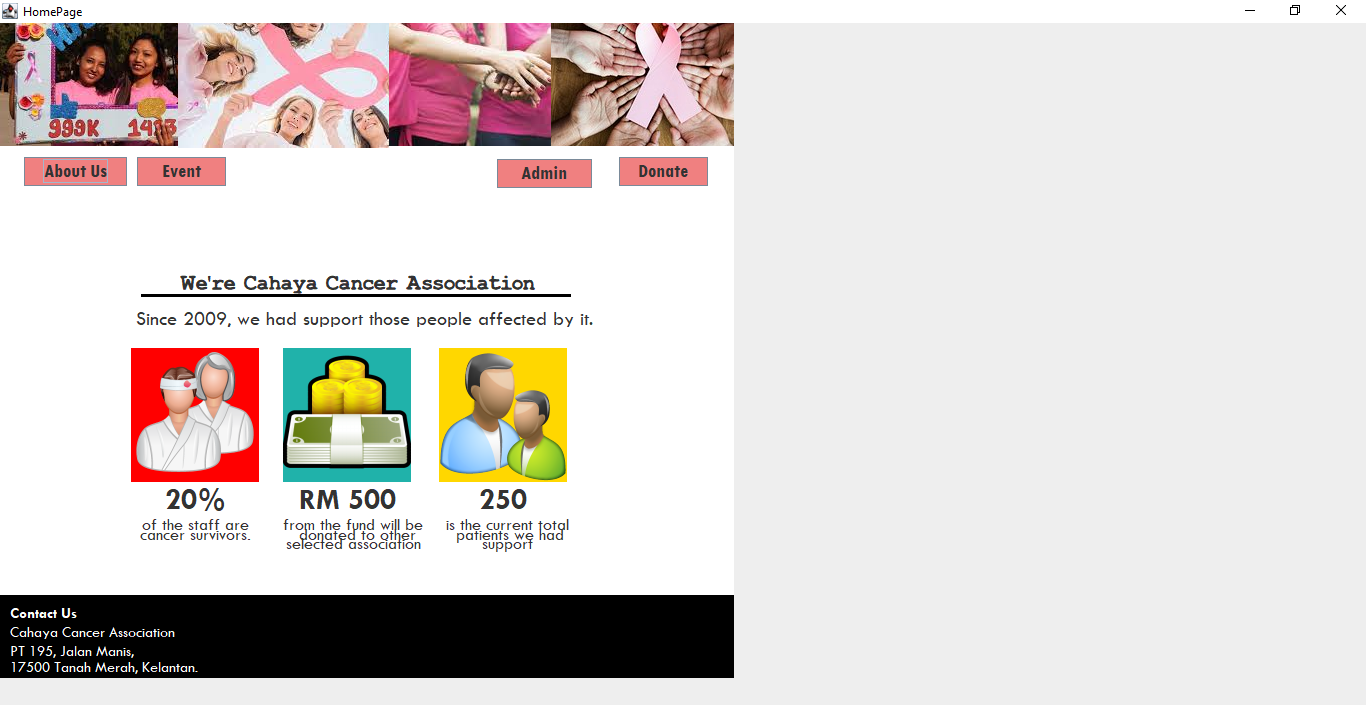 HomePage
999K 14
About Us
Event
Admin
Donate
We're Cahaya Cancer Association
Since 2009, we had support those people affected by it.
20%
of the staff are
cancer survivors.
RM 500
from the fund will be
donated to other
selected association
250
is the current total
patients we had
support
Contact Us
Cahaya Cancer Association
PT 195, Jalan Manis,
17500 Tanah Merah, Kelantan.